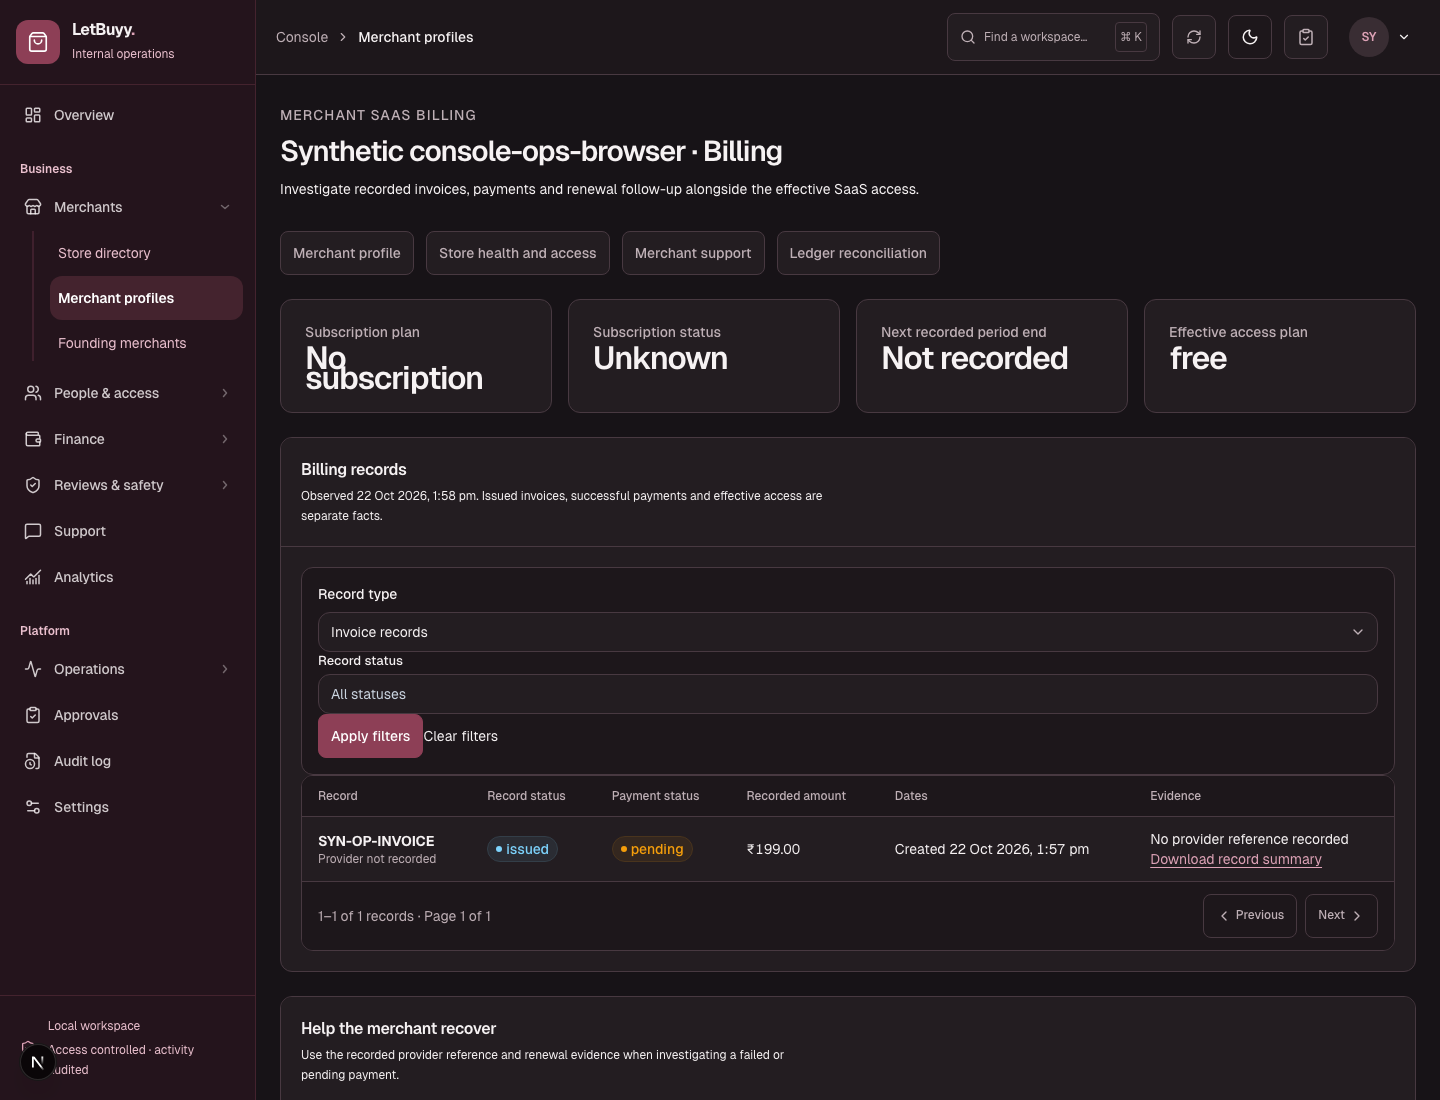 LetBuyy.
Internal operations
Console > Merchant profiles
Find a workspace...
⌘ K
SY
Overview
Business
Merchants
Store directory
Merchant profiles
Founding merchants
People & access
Finance
Reviews & safety
Support
Analytics
Platform
Operations
Approvals
Audit log
Settings
Local workspace
Access controlled · activity
audited
N
MERCHANT SAAS BILLING
Synthetic console-ops-browser · Billing
Investigate recorded invoices, payments and renewal follow-up alongside the effective SaaS access.
Merchant profile
Store health and access
Merchant support
Ledger reconciliation
Subscription plan
No
subscription
Subscription status
Unknown
Next recorded period end
Not recorded
Effective access plan
free
Billing records
Observed 22 Oct 2026, 1:58 pm. Issued invoices, successful payments and effective access are
separate facts.
Record type
Invoice records
Record status
All statuses
Apply filters
Clear filters
Record Record status Payment status Recorded amount Dates Evidence
SYN-OP-INVOICE
Provider not recorded
issued
pending
₹199.00
Created 22 Oct 2026, 1:57 pm
No provider reference recorded
Download record summary
1–1 of 1 records · Page 1 of 1
Previous
Next
Help the merchant recover
Use the recorded provider reference and renewal evidence when investigating a failed or
pending payment.